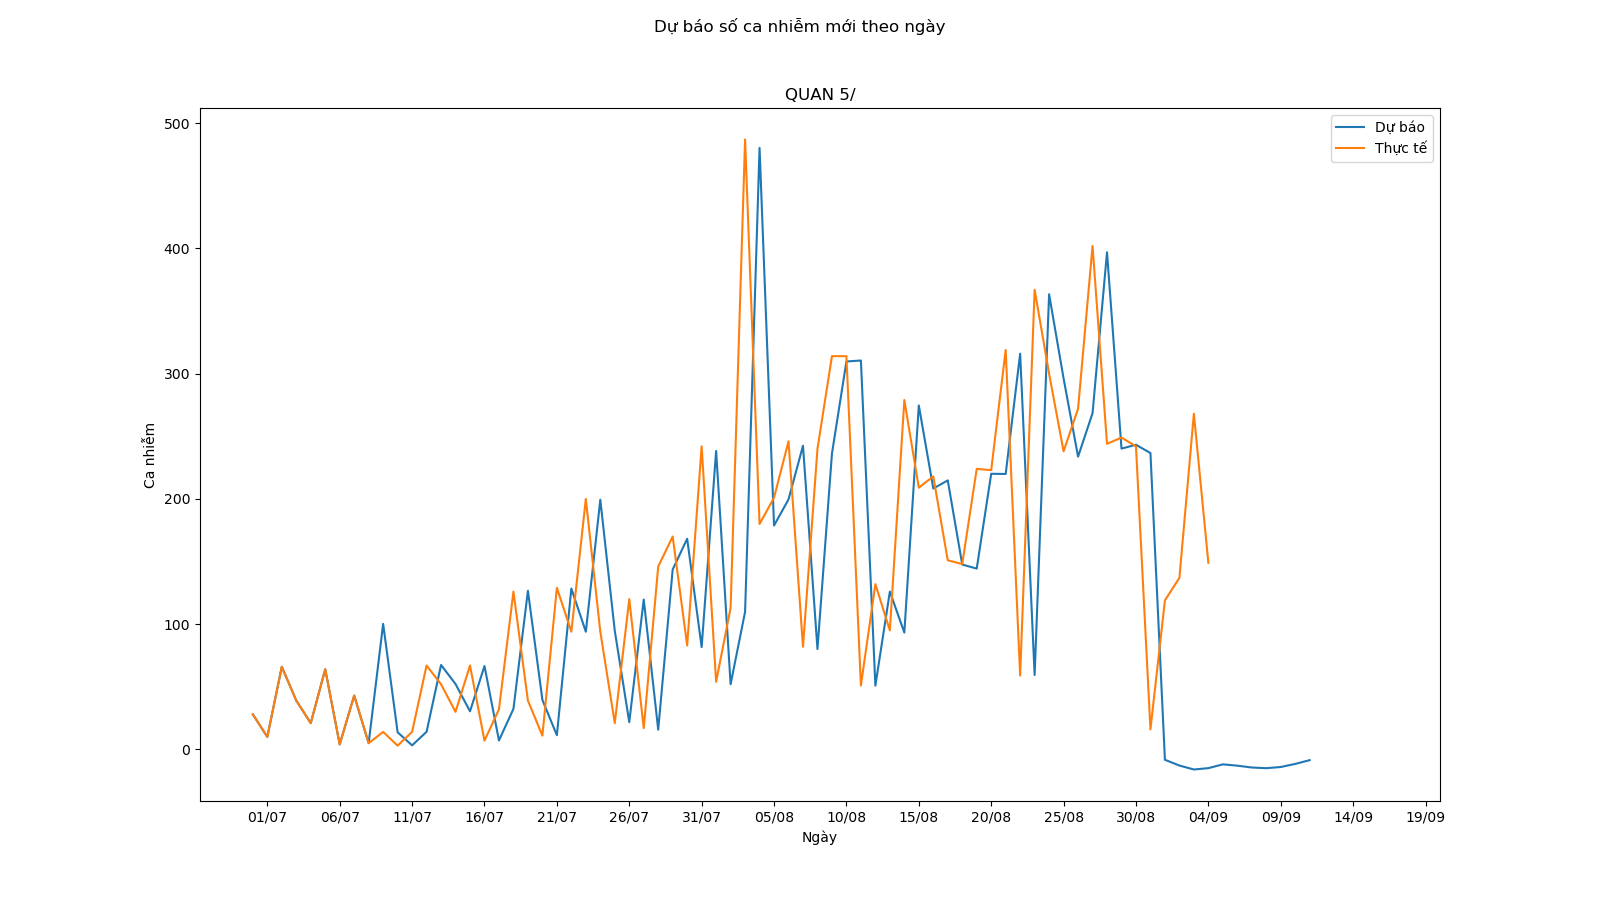 Dự báo số ca nhiễm mới theo ngày
QUAN 5/
Dự báo
Thực tế
Ca nhiễm
500
400
300
200
100
0
01/07 06/07 11/07 16/07 21/07 26/07 31/07 05/08 10/08 15/08 20/08 25/08 30/08 04/09 09/09 14/09 19/09
Ngày